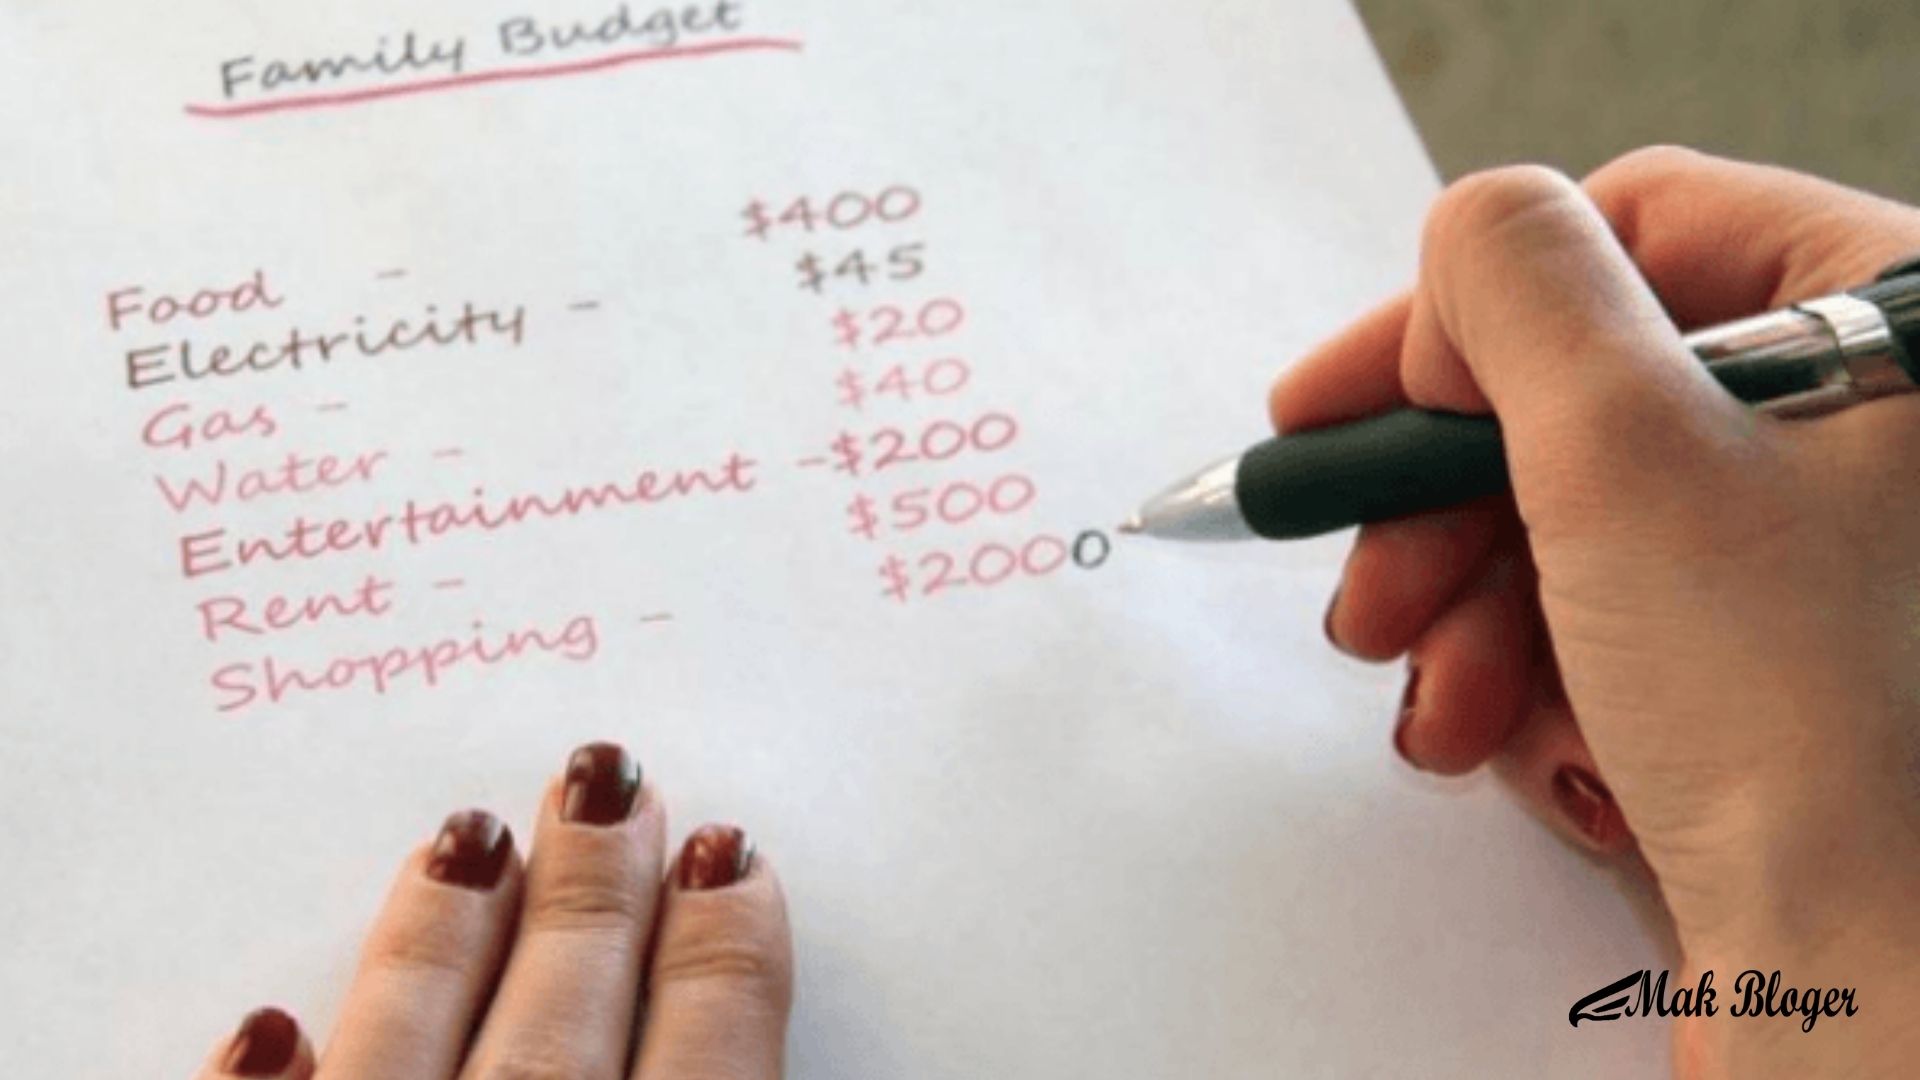 Family Budget
Food - $400
Electricity - $45
Gas - $20
Water - $40
Entertainment - $200
Rent - $500
Shopping - $2000
Mak Bloger